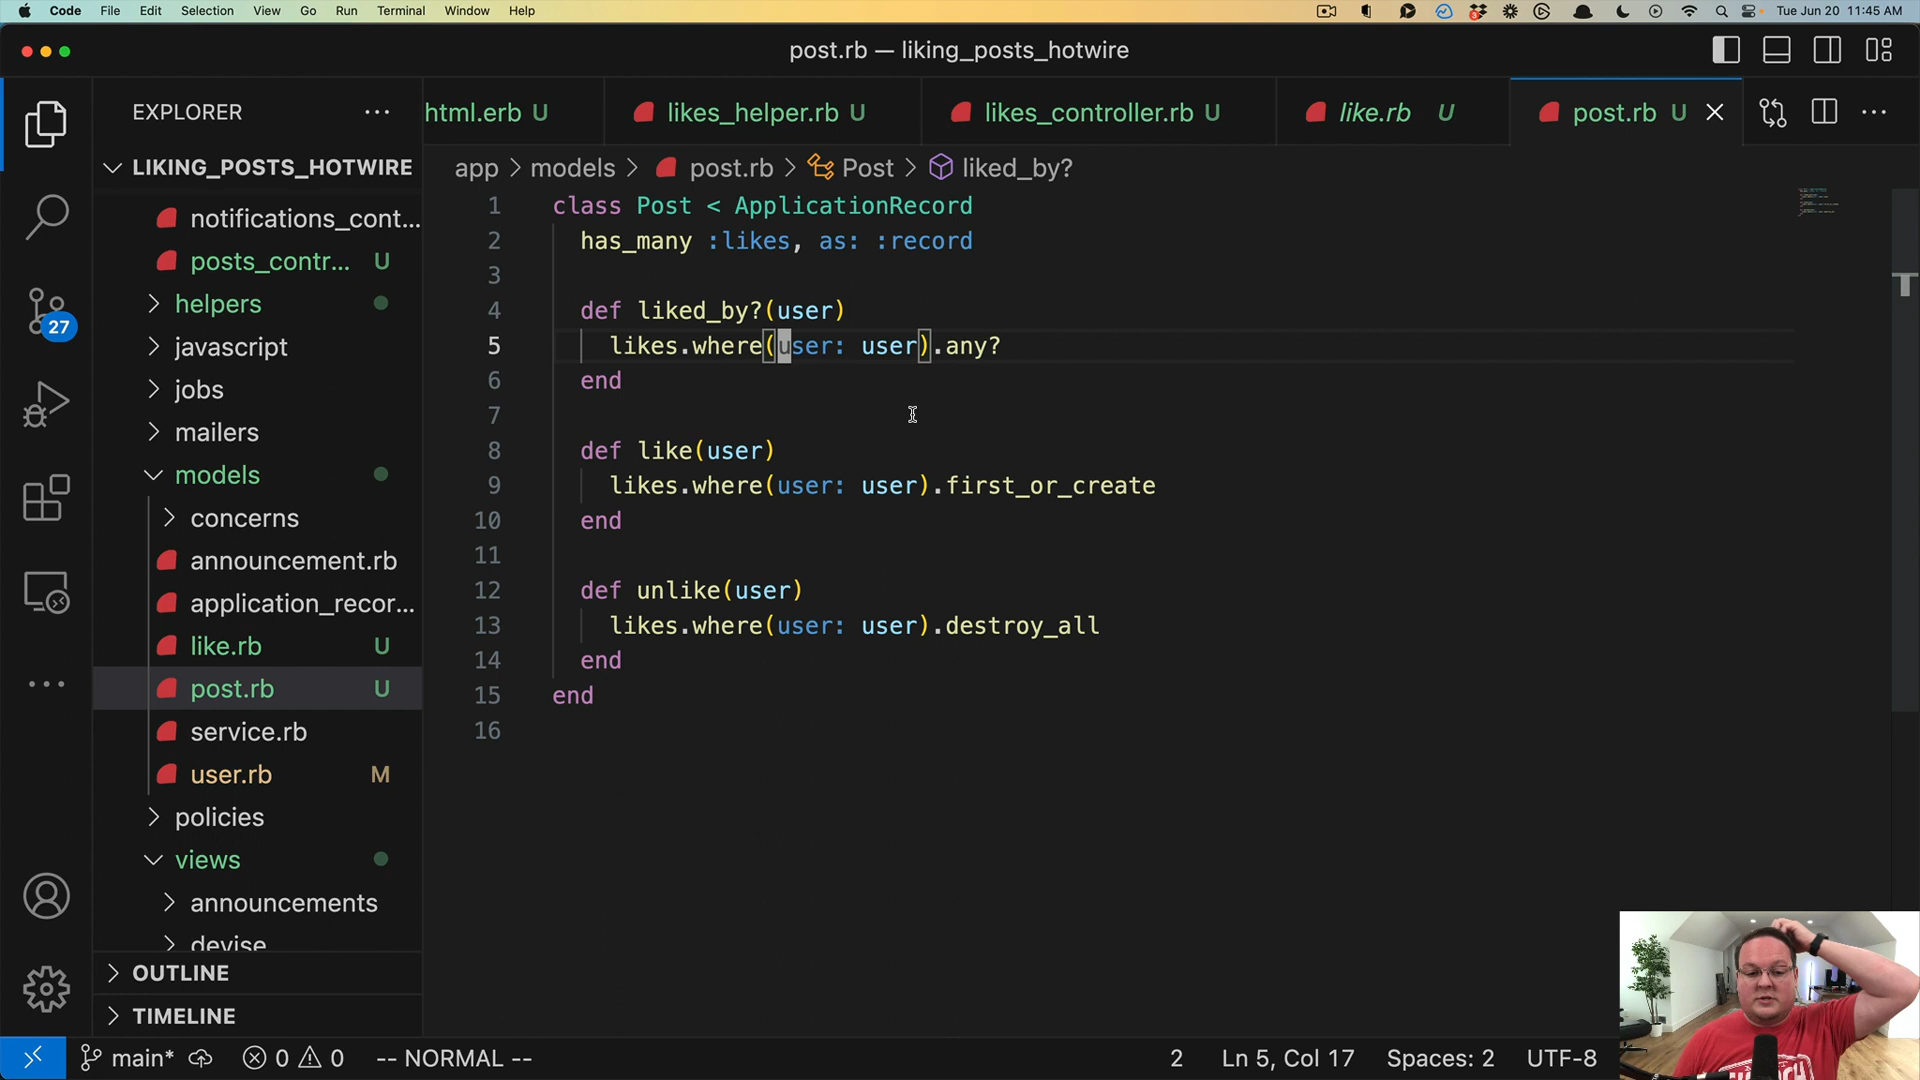 Code File Edit Selection View Go Run Terminal Window Help
3
Tue Jun 20 11:45 AM
post.rb — liking_posts_hotwire
EXPLORER
html.erb U
likes_helper.rb U
likes_controller.rb U
like.rb U
post.rb U
LIKING_POSTS_HOTWIRE
app > models > post.rb > Post > liked_by?
notifications_cont...
posts_contr... U
helpers
javascript
jobs
mailers
models
concerns
announcement.rb
application_recor...
like.rb U
post.rb U
service.rb
user.rb M
policies
views
announcements
devise
OUTLINE
TIMELINE
27
1 class Post < ApplicationRecord
2 has_many :likes, as: :record
3
4 def liked_by?(user)
5 likes.where(user: user).any?
6 end
7
8 def like(user)
9 likes.where(user: user).first_or_create
10 end
11
12 def unlike(user)
13 likes.where(user: user).destroy_all
14 end
15 end
16
main* 0 0 -- NORMAL -- 2 Ln 5, Col 17 Spaces: 2 UTF-8